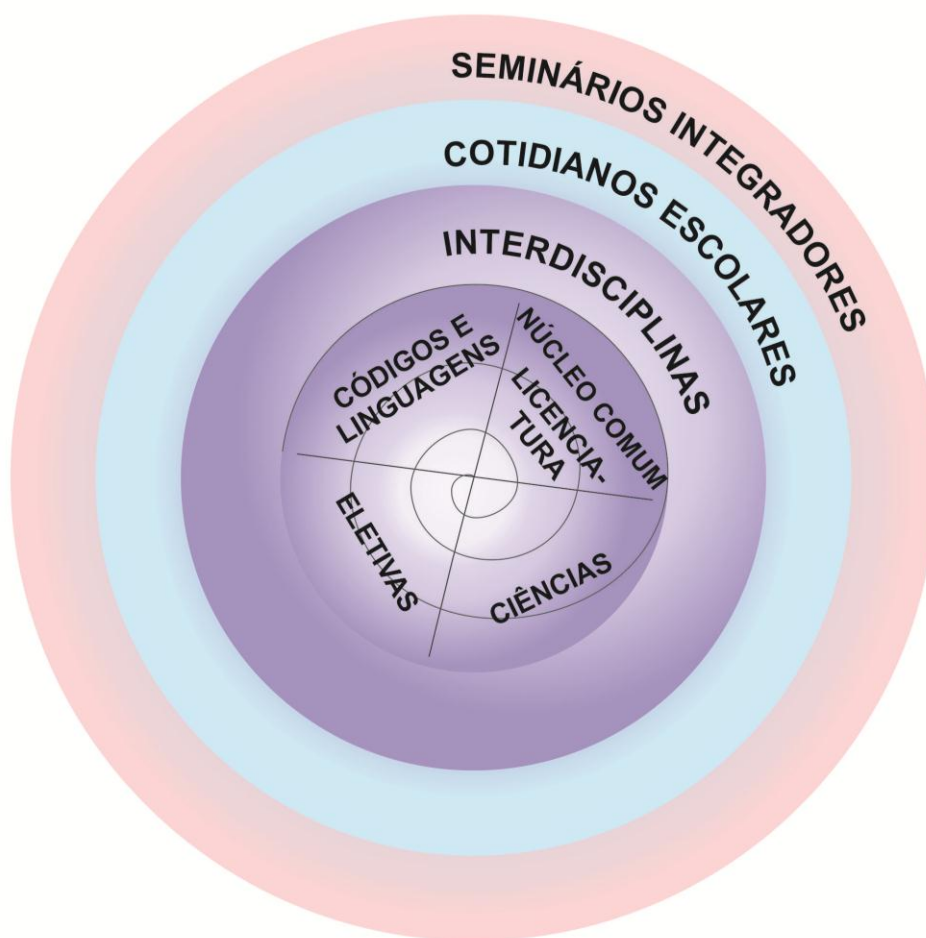 SEMINÁRIOS INTEGRADORES
COTIDIANOS ESCOLARES
INTERDISCIPLINAS
CÓDIGOS E
LINGUAGENS
NÚCLEO COMUM
LICENCIA-
TURA
ELETIVAS
CIÊNCIAS